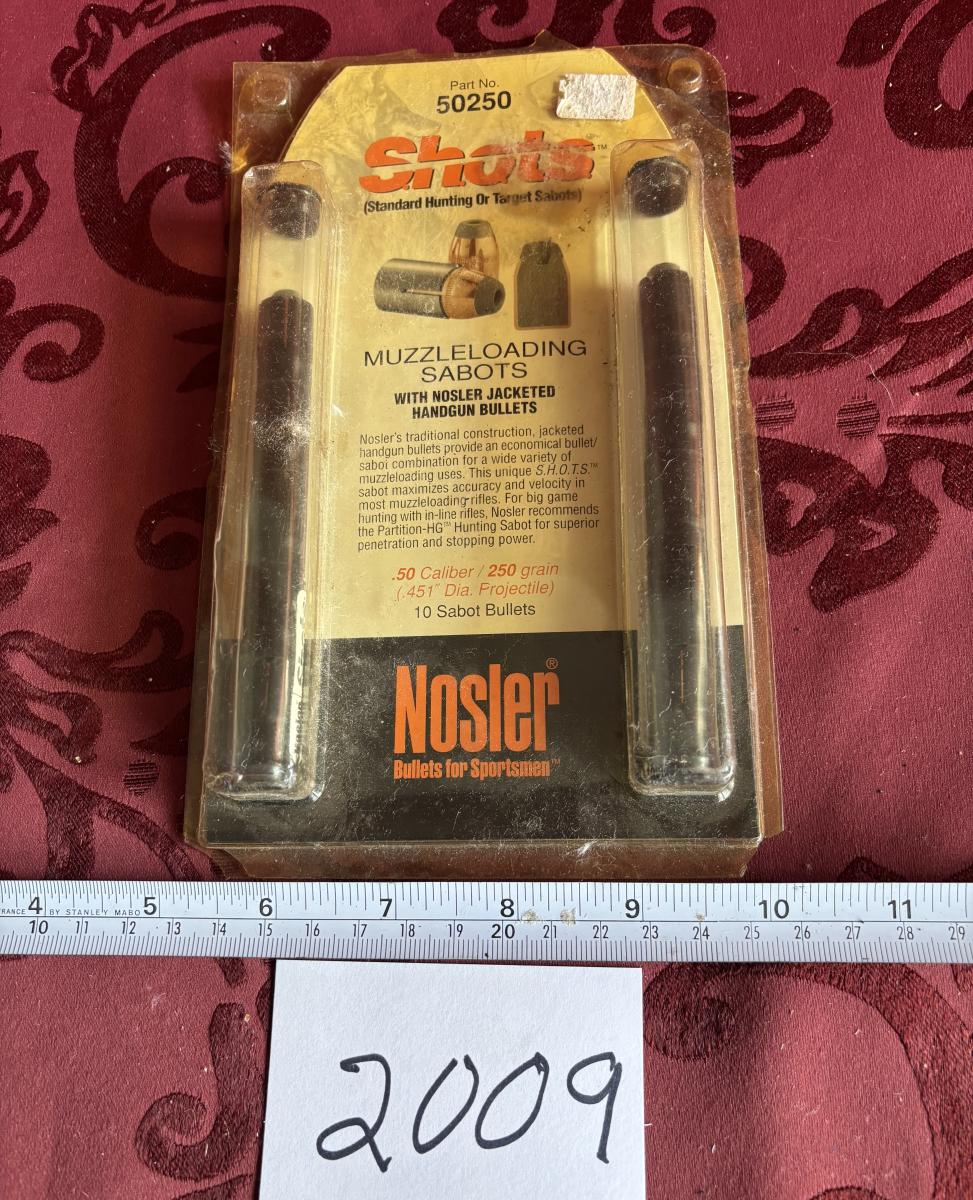 Part No.
50250
Shots™
(Standard Hunting Or Target Sabots)
MUZZLELOADING
SABOTS
WITH NOSLER JACKETED
HANDGUN BULLETS
Nosler's traditional construction, jacketed
handgun bullets provide an economical bullet/
sabot combination for a wide variety of
muzzleloading uses. This unique S.H.O.T.S.™
sabot maximizes accuracy and velocity in
most muzzleloading rifles. For big game
hunting with in-line rifles, Nosler recommends
the Partition-HG™ Hunting Sabot for superior
penetration and stopping power.
.50 Caliber / 250 grain
(.451" Dia. Projectile)
10 Sabot Bullets
Nosler®
Bullets for Sportsmen™
4 BY STANLEY MABO 5 6 7 8 9 10 11
10 11 12 13 14 15 16 17 18 19 20 21 22 23 24 25 26 27 28 29
2009